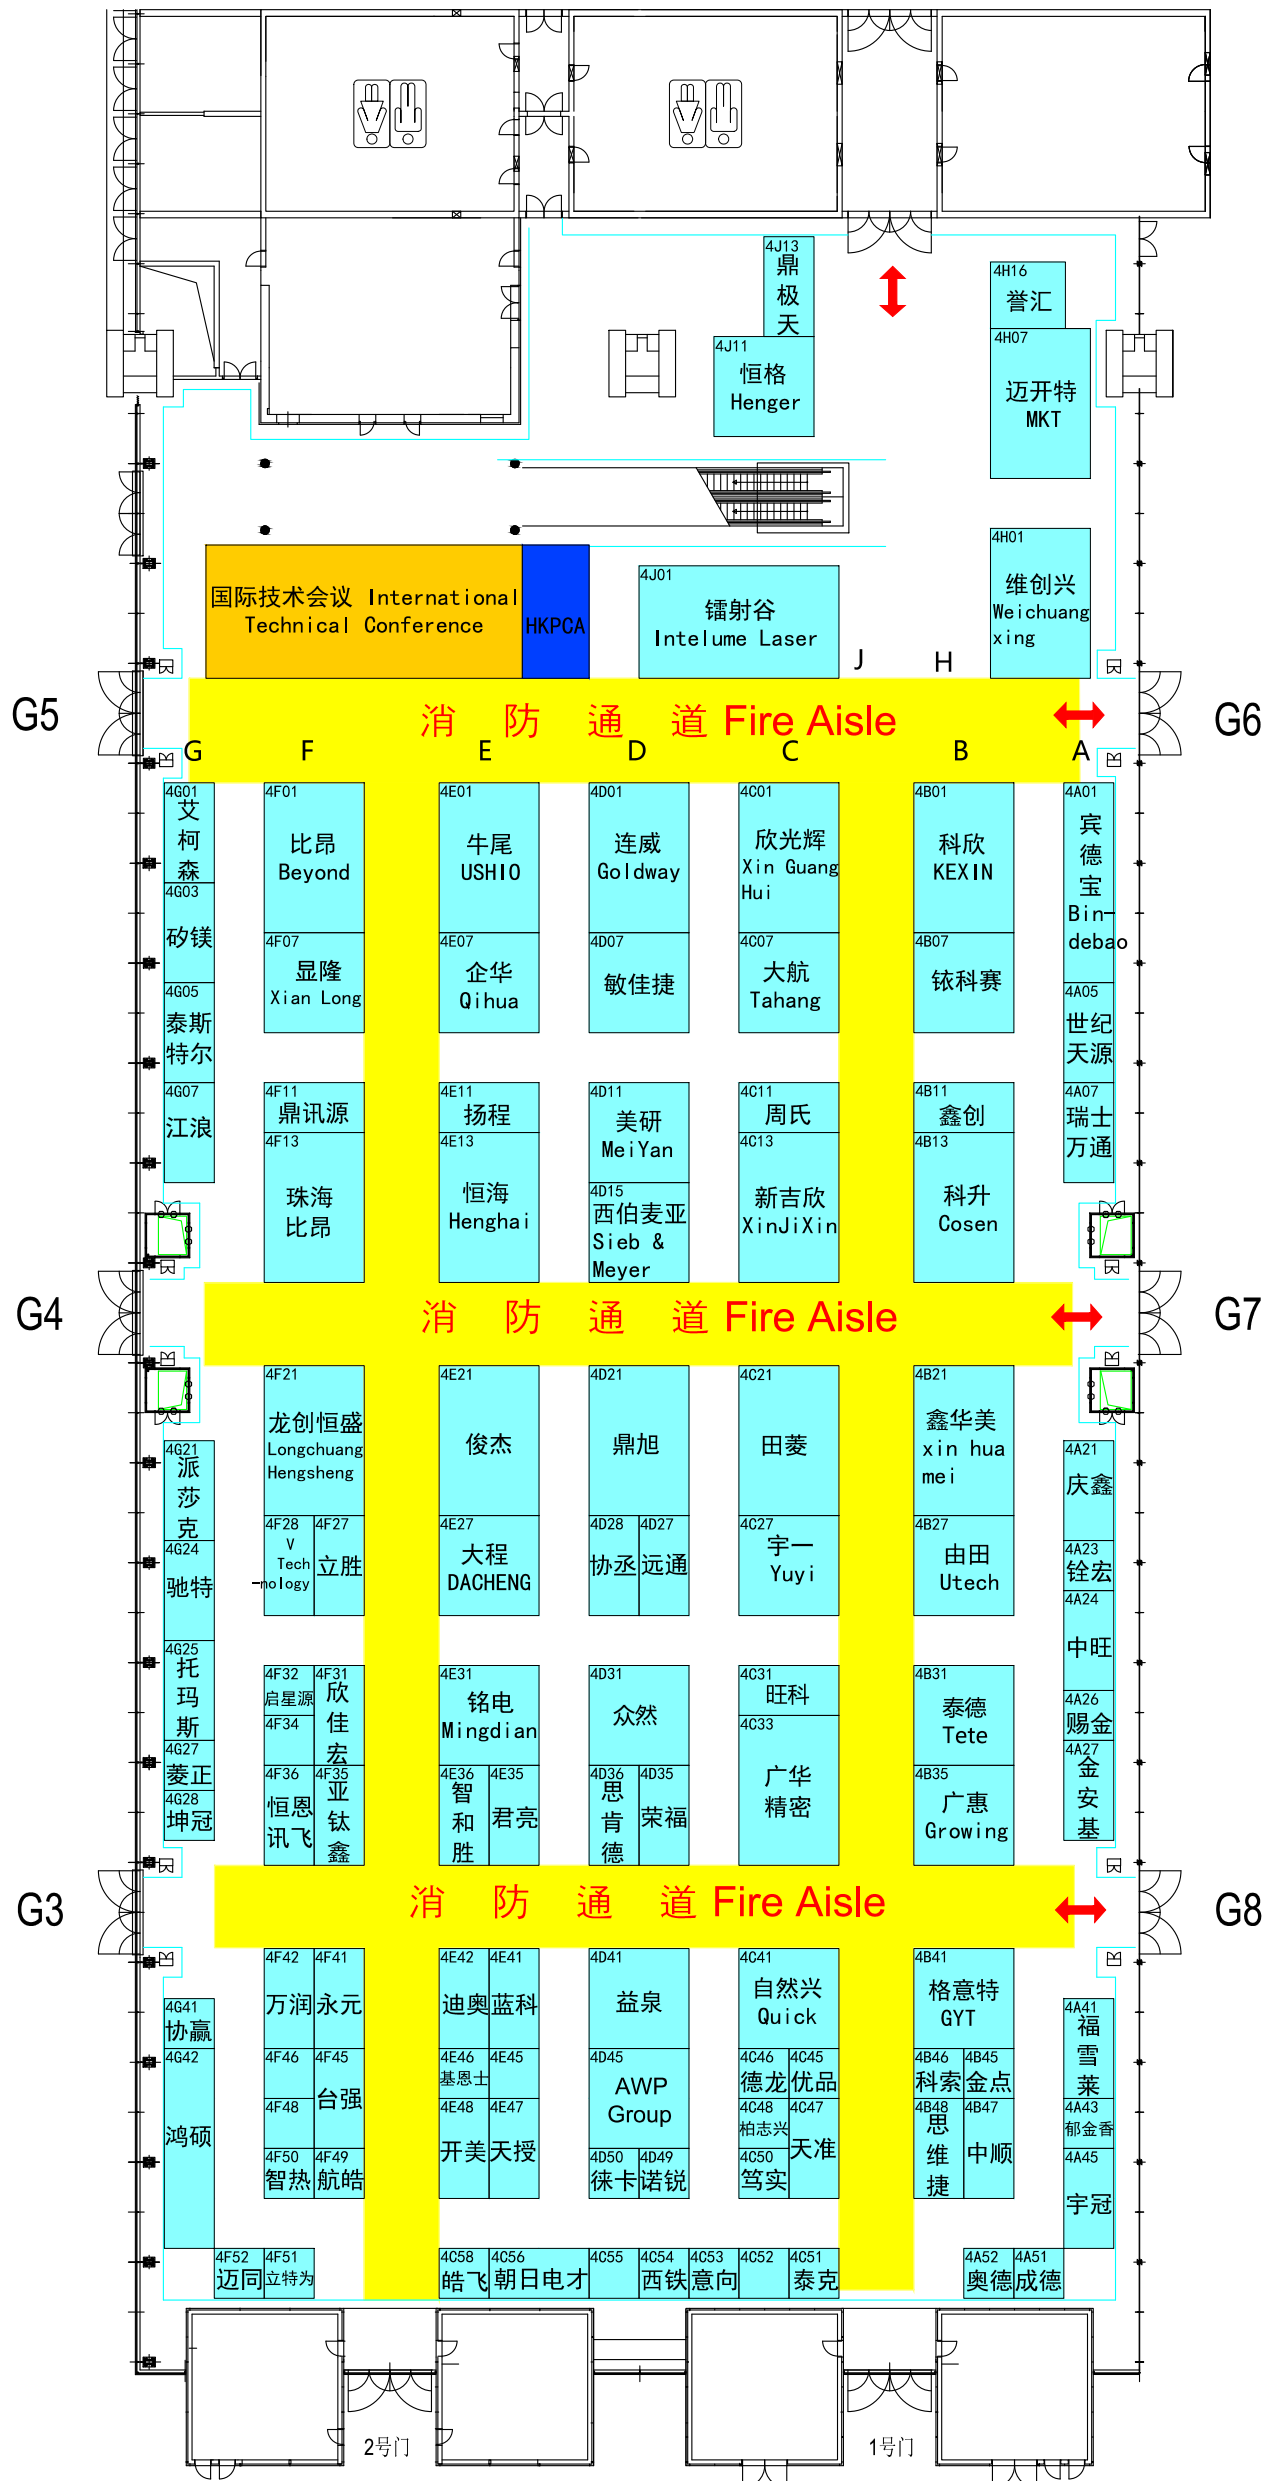 4J13
鼎
极
天
4H16
誉汇
4J11
恒格
Henger
4H07
迈开特
MKT
国际技术会议 International
Technical Conference
HKPCA
4J01
镭射谷
Intelume Laser
4H01
维创兴
Weichuang
xing
J
H
G5
消 防 通 道 Fire Aisle
G6
G
F
E
D
C
B
A
4G01
艾
柯
森
4F01
比昂
Beyond
4E01
牛尾
USHIO
4D01
连威
Goldway
4C01
欣光辉
Xin Guang
Hui
4B01
科欣
KEXIN
4A01
宾
德
宝
Bin-
debao
4G03
矽镁
4F07
显隆
Xian Long
4E07
企华
Qihua
4D07
敏佳捷
4C07
大航
Tahang
4B07
铱科赛
4G05
泰斯
特尔
4A05
世纪
天源
4G07
江浪
4F11
鼎讯源
4E11
扬程
4D11
美研
MeiYan
4C11
周氏
4B11
鑫创
4A07
瑞士
万通
4F13
珠海
比昂
4E13
恒海
Henghai
4D15
西伯麦亚
Sieb &
Meyer
4C13
新吉欣
XinJiXin
4B13
科升
Cosen
G4
消 防 通 道 Fire Aisle
G7
4F21
龙创恒盛
Longchuang
Hengsheng
4E21
俊杰
4D21
鼎旭
4C21
田菱
4B21
鑫华美
xin hua
mei
4G21
派
莎
克
4A21
庆鑫
4F28
V
Tech
-nology
4F27
立胜
4E27
大程
DACHENG
4D28
协丞
4D27
远通
4C27
宇一
Yuyi
4B27
由田
Utech
4G24
驰特
4A23
铨宏
4A24
中旺
4G25
托
玛
斯
4F32
启星源
4F31
欣
佳
宏
4E31
铭电
Mingdian
4D31
众然
4C31
旺科
4B31
泰德
Tete
4A26
赐金
4F34
4C33
广华
精密
4G27
菱正
4A27
金
安
基
4F36
恒恩
讯飞
4F35
亚
钛
鑫
4E36
智
和
胜
4E35
君亮
4D36
思
肯
德
4D35
荣福
4B35
广惠
Growing
4G28
坤冠
G3
消 防 通 道 Fire Aisle
G8
4F42
万润
4F41
永元
4E42
迪奥
4E41
蓝科
4D41
益泉
4C41
自然兴
Quick
4B41
格意特
GYT
4G41
协赢
4A41
福
雪
莱
4G42
鸿硕
4F46
4F45
台强
4E46
基恩士
4E45
4D45
AWP
Group
4C46
德龙
4C45
优品
4B46
科索
4B45
金点
4F48
4E48
开美
4E47
天授
4C48
柏志兴
4C47
天准
4B48
思
维
捷
4B47
中顺
4A43
郁金香
4F50
智热
4F49
航皓
4D50
徕卡
4D49
诺锐
4C50
笃实
4A45
宇冠
4F52
迈同
4F51
立特为
4C58
皓飞
4C56
朝日电才
4C55
4C54
西铁
4C53
意向
4C52
4C51
泰克
4A52
奥德
4A51
成德
2号门
1号门